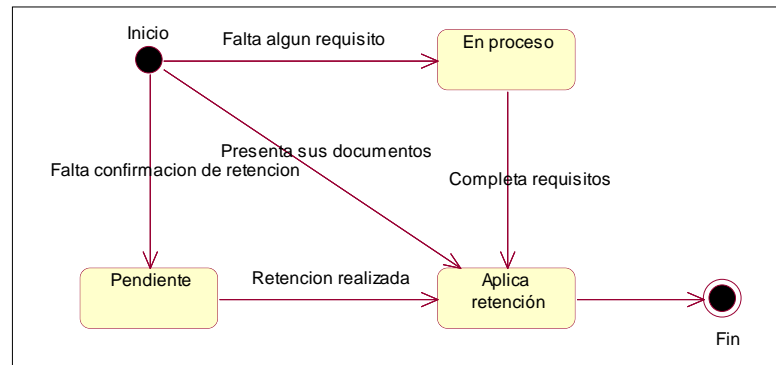 Inicio
Falta algun requisito
En proceso
Presenta sus documentos
Falta confirmacion de retencion
Completa requisitos
Pendiente
Retencion realizada
Aplica
retención
Fin